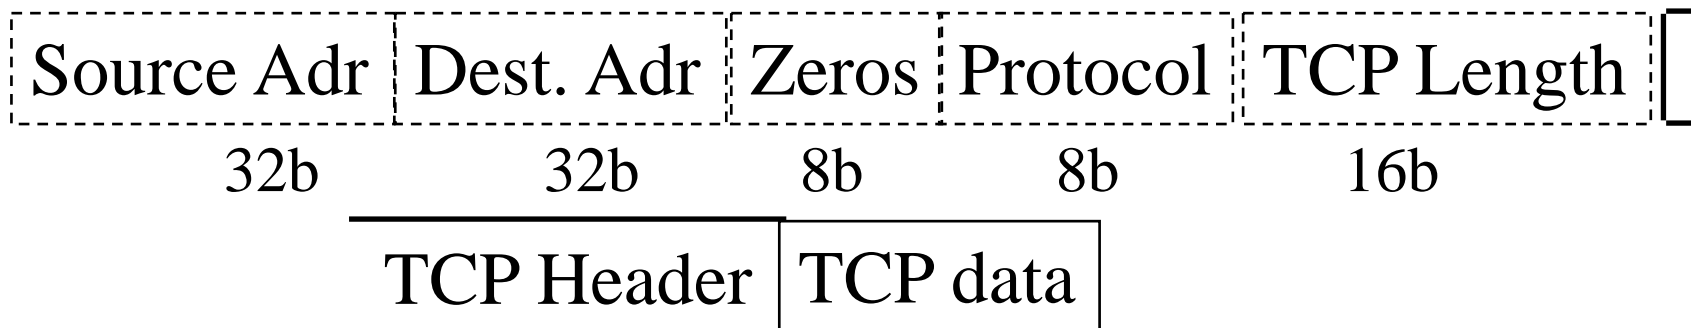 Source Adr Dest. Adr Zeros Protocol TCP Length
32b 32b 8b 8b 16b
TCP Header TCP data